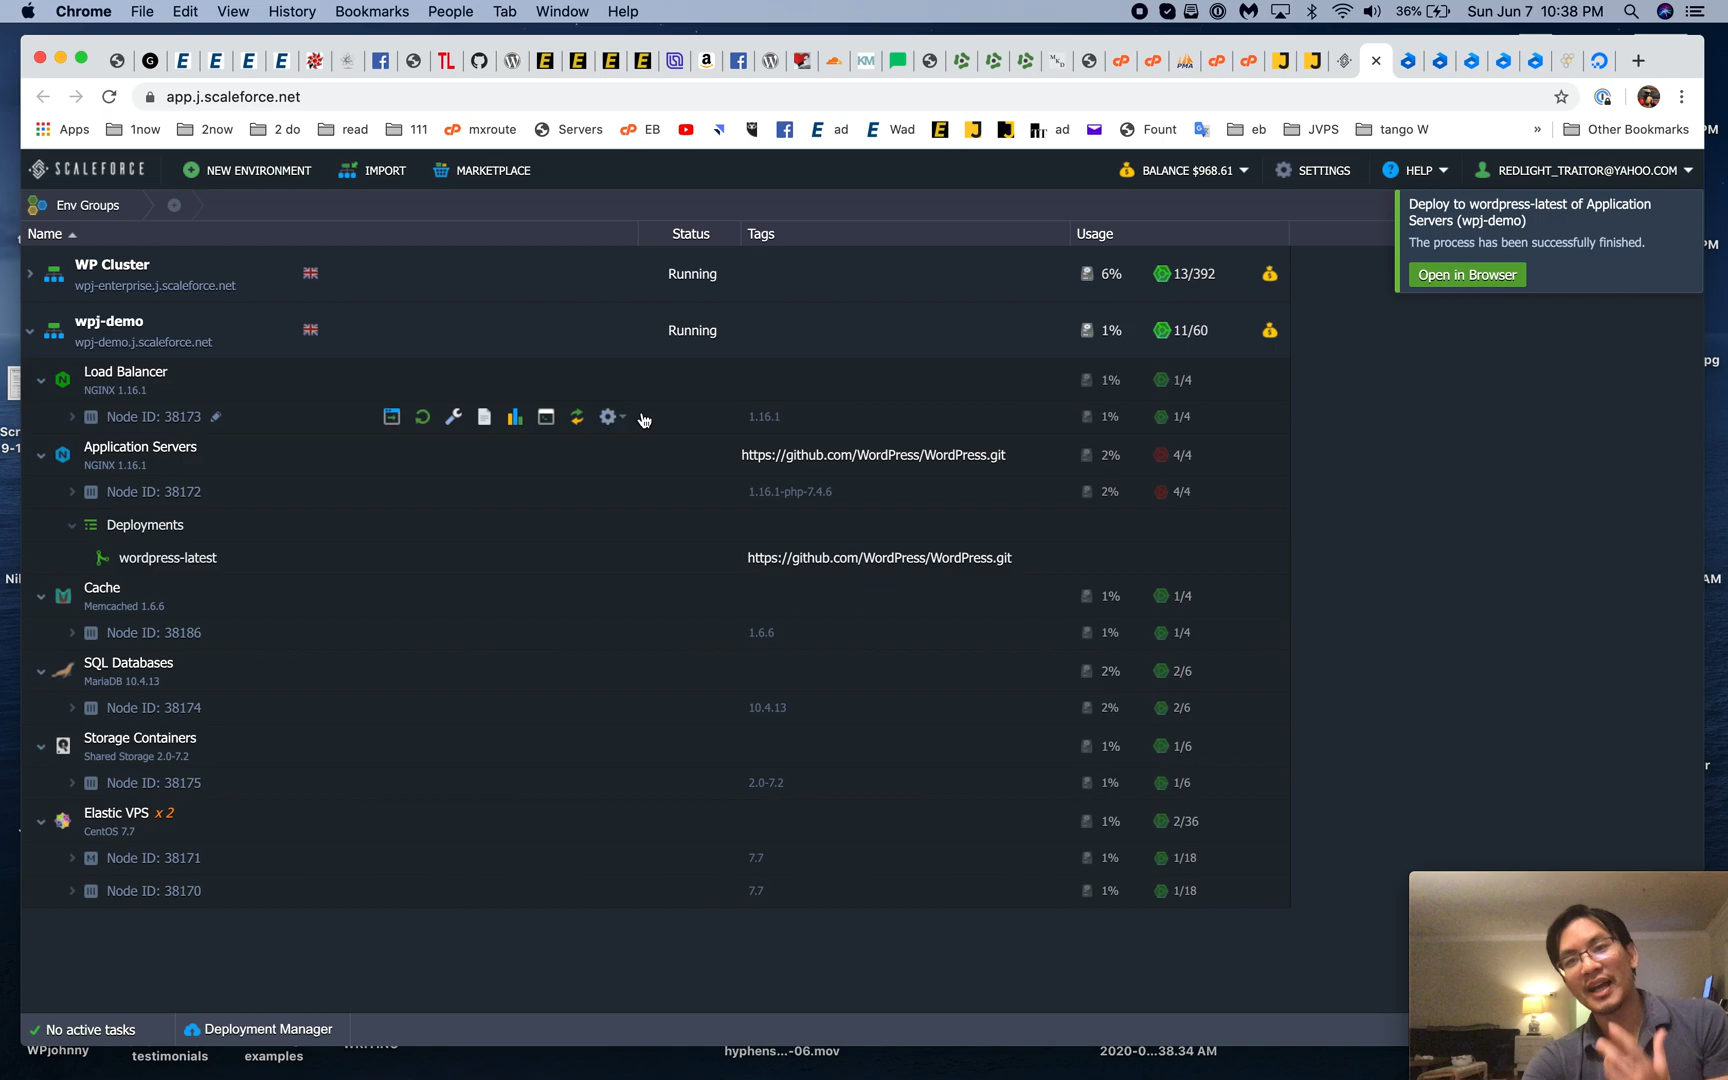 Chrome File Edit View History Bookmarks People Tab Window Help 36% Sun Jun 7 10:38 PM
app.j.scaleforce.net
Apps 1now 2now 2 do read 111 mxroute Servers EB ad Wad ad Fount eb JVPS tango W » Other Bookmarks
SCALEFORCE NEW ENVIRONMENT IMPORT MARKETPLACE BALANCE $968.61 SETTINGS HELP REDLIGHT_TRAITOR@YAHOO.COM
Env Groups
Deploy to wordpress-latest of Application
Servers (wpj-demo)
The process has been successfully finished.
Open in Browser
Name Status Tags Usage
WP Cluster Running 6% 13/392
wpj-enterprise.j.scaleforce.net
wpj-demo Running 1% 11/60
wpj-demo.j.scaleforce.net
Load Balancer 1% 1/4
NGINX 1.16.1
Node ID: 38173 1.16.1 1% 1/4
Application Servers https://github.com/WordPress/WordPress.git 2% 4/4
NGINX 1.16.1
Node ID: 38172 1.16.1-php-7.4.6 2% 4/4
Deployments
wordpress-latest https://github.com/WordPress/WordPress.git
Cache 1% 1/4
Memcached 1.6.6
Node ID: 38186 1.6.6 1% 1/4
SQL Databases 2% 2/6
MariaDB 10.4.13
Node ID: 38174 10.4.13 2% 2/6
Storage Containers 1% 1/6
Shared Storage 2.0-7.2
Node ID: 38175 2.0-7.2 1% 1/6
Elastic VPS x 2 1% 2/36
CentOS 7.7
Node ID: 38171 7.7 1% 1/18
Node ID: 38170 7.7 1% 1/18
No active tasks Deployment Manager
WPjohnny testimonials examples hyphens...-06.mov 2020-0...38.34 AM